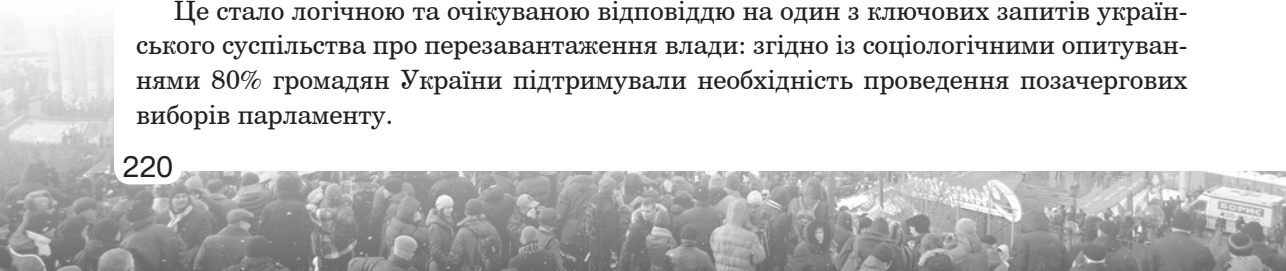 Це стало логічною та очікуваною відповіддю на один з ключових запитів україн-
ського суспільства про перезавантаження влади: згідно із соціологічними опитуван-
нями 80% громадян України підтримували необхідність проведення позачергових
виборів парламенту.
220
БОРИС